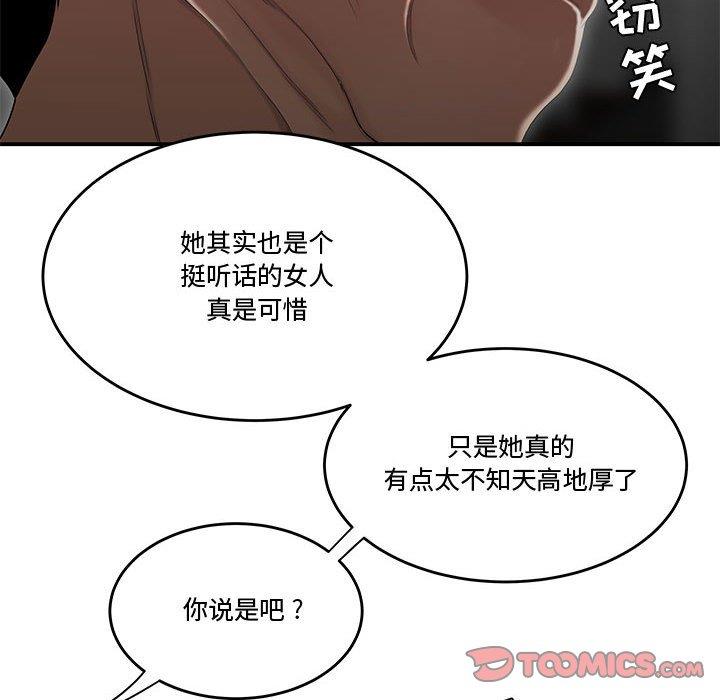 窃笑
她其实也是个
挺听话的女人
真是可惜
只是她真的
有点太不知天高地厚了
你说是吧?
TOOMICS.COM